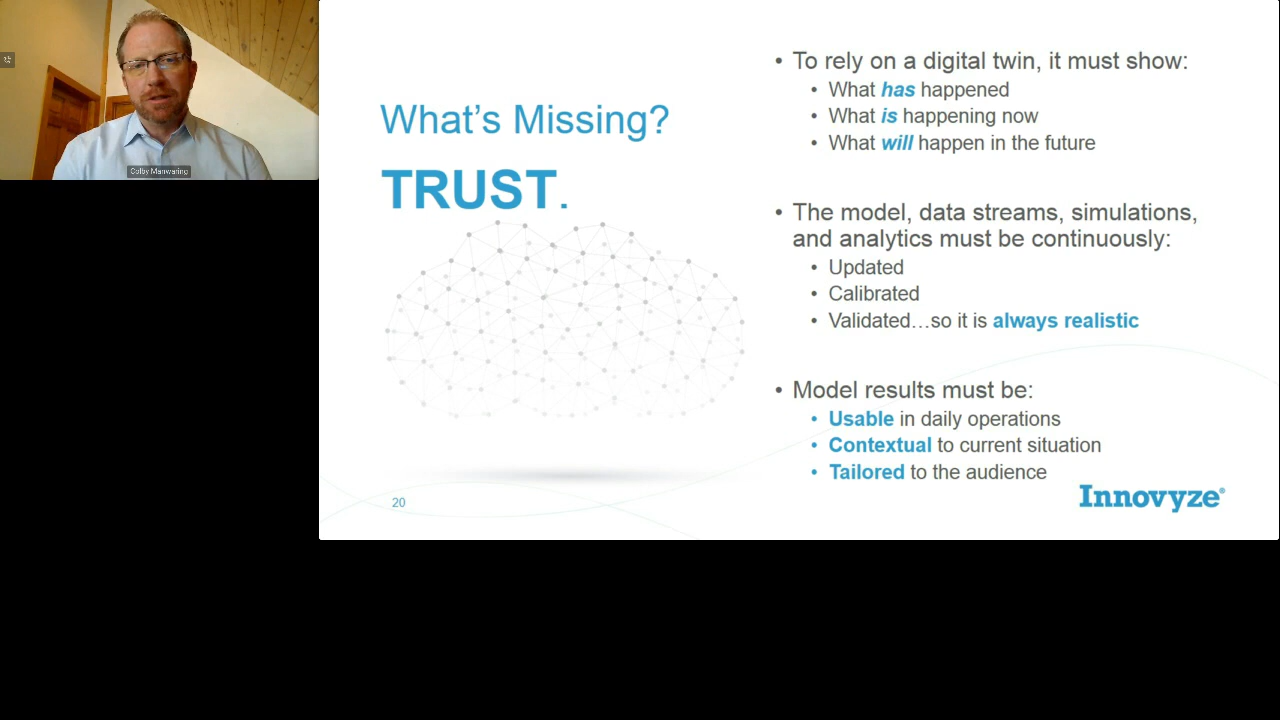 Colby Manwaring
What's Missing?
TRUST.
20
• To rely on a digital twin, it must show:
• What has happened
• What is happening now
• What will happen in the future
• The model, data streams, simulations,
and analytics must be continuously:
• Updated
• Calibrated
• Validated…so it is always realistic
• Model results must be:
• Usable in daily operations
• Contextual to current situation
• Tailored to the audience
Innovyze®